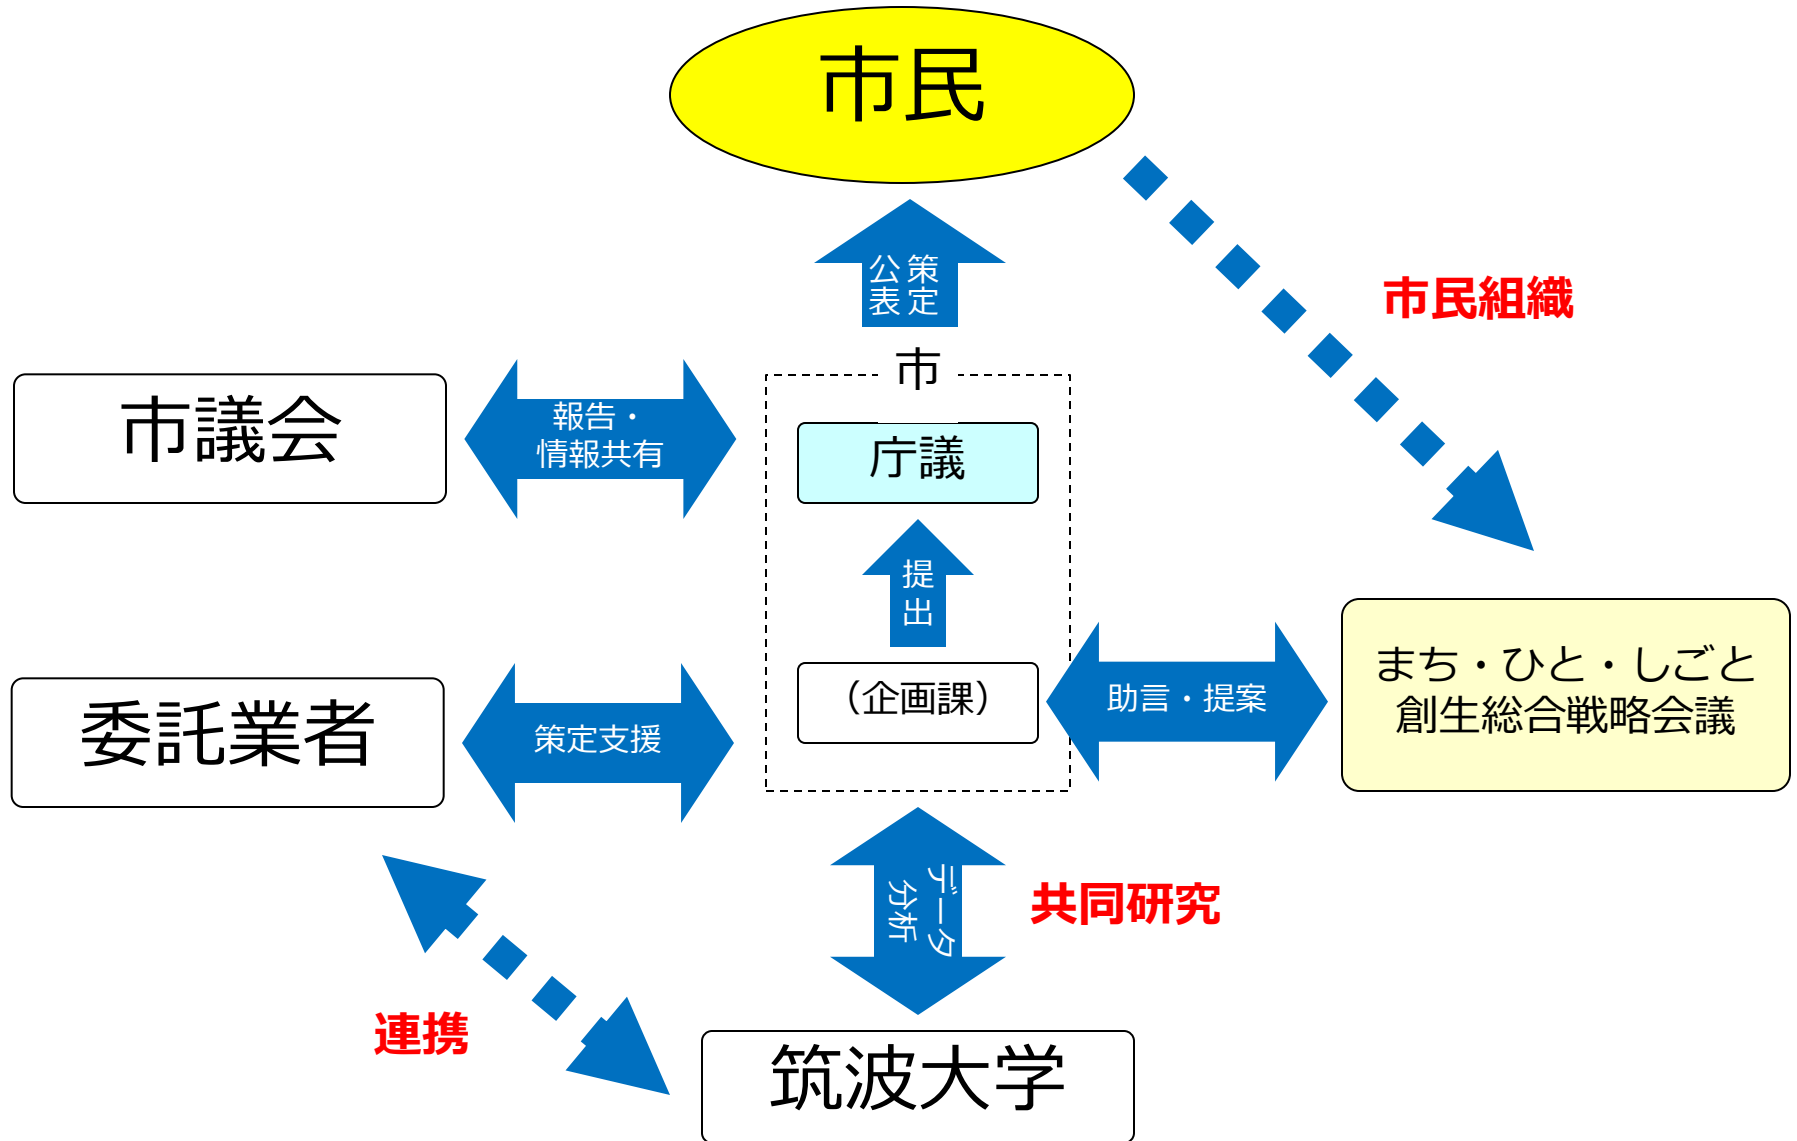 市民
策定
公表
市民組織
市
市議会
報告・
情報共有
庁議
提出
まち・ひと・しごと
創生総合戦略会議
（企画課）
助言・提案
委託業者
策定支援
データ
分析
共同研究
連携
筑波大学